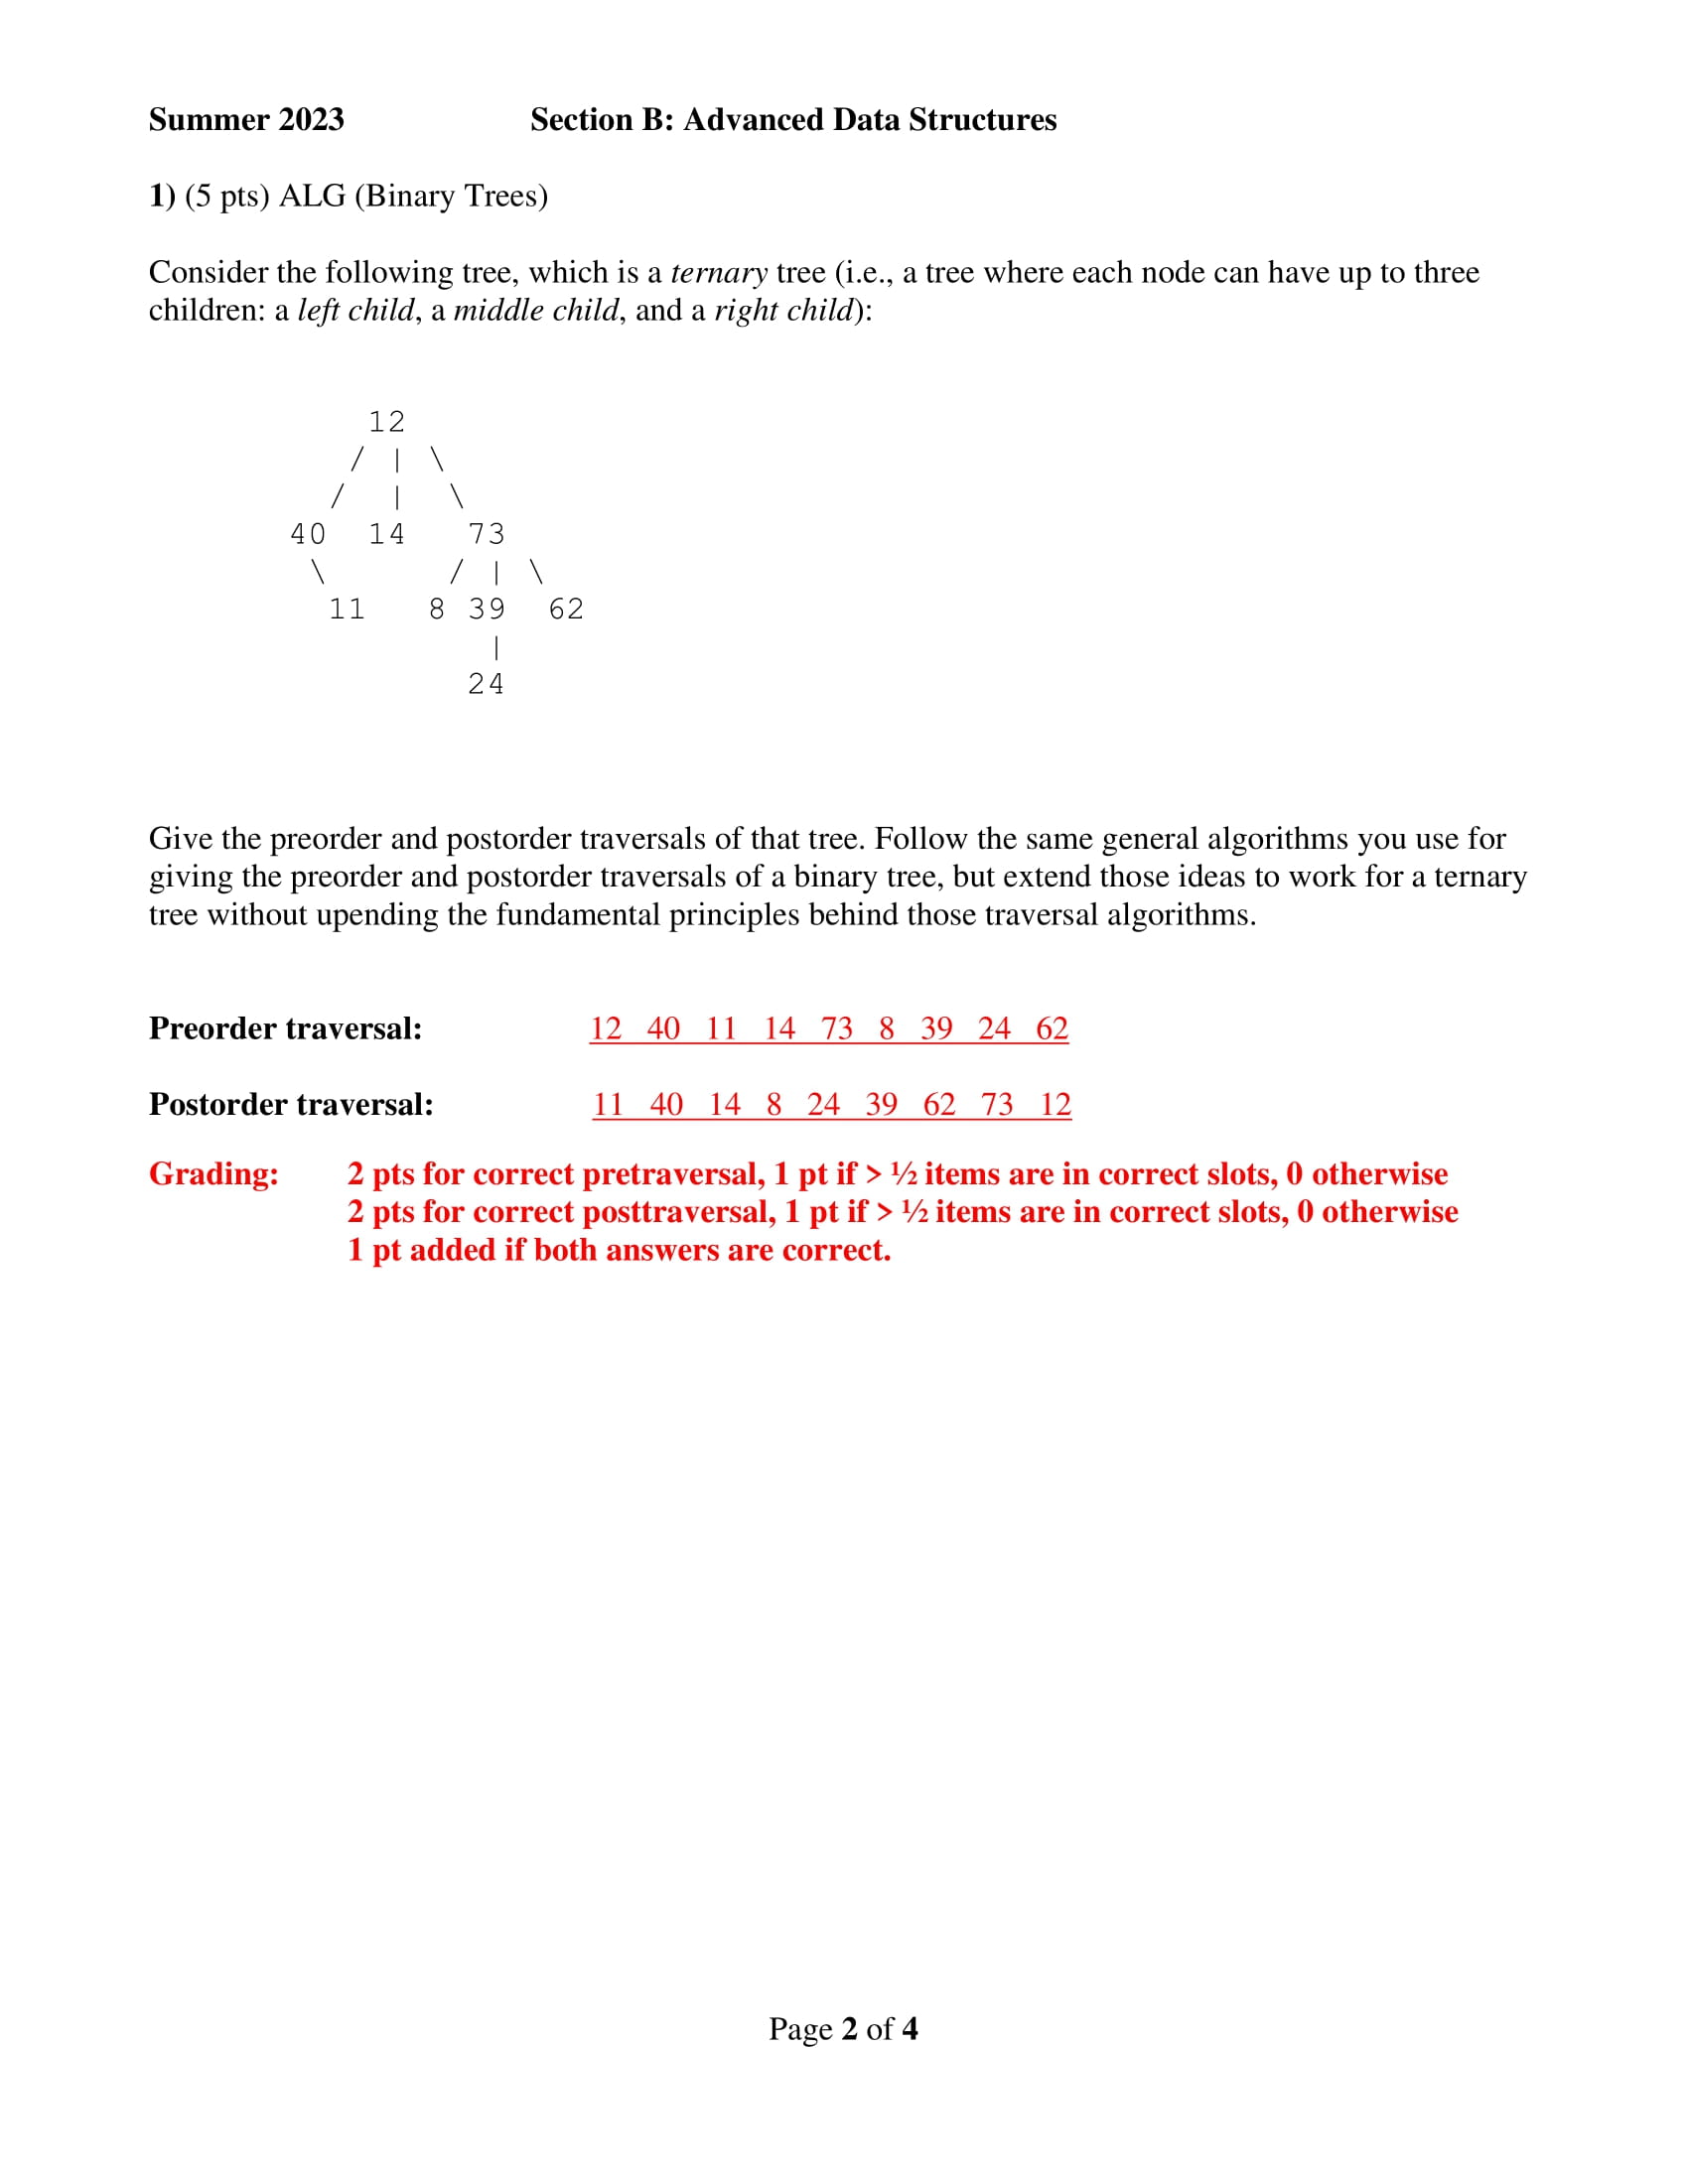 Summer 2023 Section B: Advanced Data Structures
1) (5 pts) ALG (Binary Trees)
Consider the following tree, which is a ternary tree (i.e., a tree where each node can have up to three
children: a left child, a middle child, and a right child):
12
/ | \
/ | \
40 14 73
\ / | \
11 8 39 62
|
24
Give the preorder and postorder traversals of that tree. Follow the same general algorithms you use for
giving the preorder and postorder traversals of a binary tree, but extend those ideas to work for a ternary
tree without upending the fundamental principles behind those traversal algorithms.
Preorder traversal: 12 40 11 14 73 8 39 24 62
Postorder traversal: 11 40 14 8 24 39 62 73 12
Grading: 2 pts for correct pretraversal, 1 pt if > ½ items are in correct slots, 0 otherwise
2 pts for correct posttraversal, 1 pt if > ½ items are in correct slots, 0 otherwise
1 pt added if both answers are correct.
Page 2 of 4